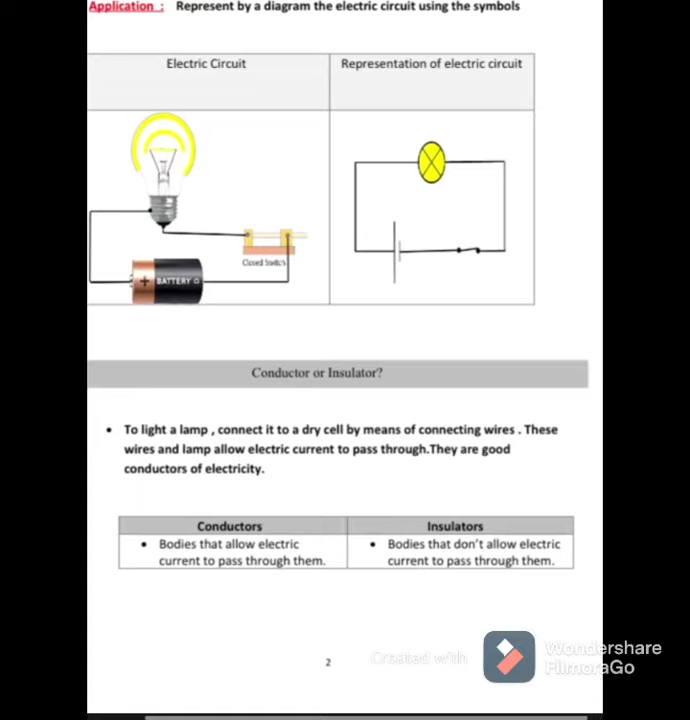 Application : Represent by a diagram the electric circuit using the symbols
Electric Circuit
Representation of electric circuit
Closed Switch
+ BATTERY
Conductor or Insulator?
• To light a lamp , connect it to a dry cell by means of connecting wires . These
wires and lamp allow electric current to pass through.They are good
conductors of electricity.
Conductors
Insulators
• Bodies that allow electric
current to pass through them.
• Bodies that don't allow electric
current to pass through them.
2
Created with
Wondershare
FilmoraGo